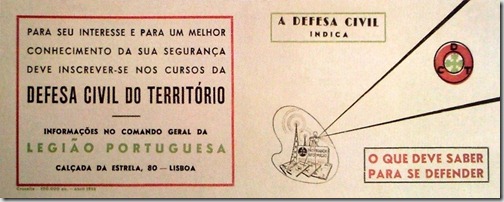 PARA SEU INTERESSE E PARA UM MELHOR
CONHECIMENTO DA SUA SEGURANÇA
DEVE INSCREVER-SE NOS CURSOS DA
DEFESA CIVIL DO TERRITÓRIO
INFORMAÇÕES NO COMANDO GERAL DA
LEGIÃO PORTUGUESA
CALÇADA DA ESTRELA, 80 — LISBOA
A DEFESA CIVIL
INDICA
D
C T
O QUE DEVE SABER
PARA SE DEFENDER